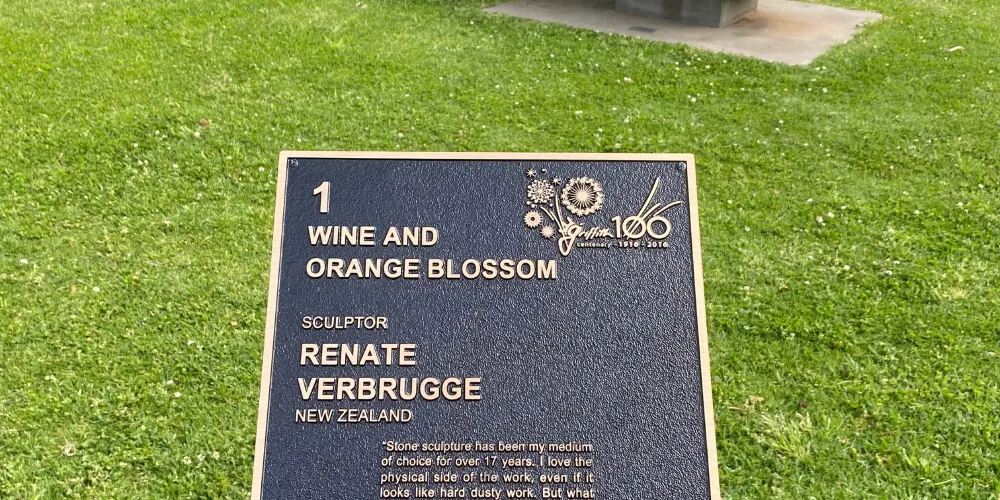 1
WINE AND
ORANGE BLOSSOM
griffith 100
centenary · 1916 - 2016
SCULPTOR
RENATE
VERBRUGGE
NEW ZEALAND
"Stone sculpture has been my medium
of choice for over 17 years. I love the
physical side of the work, even if it
looks like hard dusty work. But what